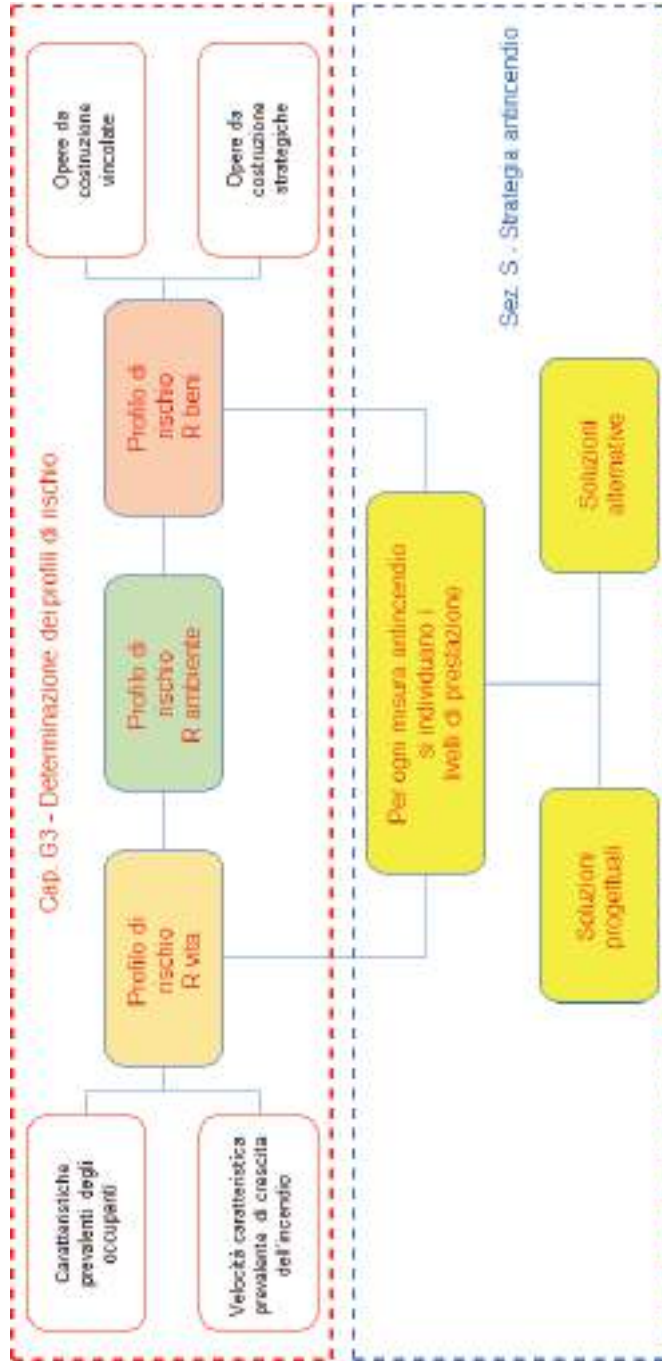 Cap. G3 - Determinazione dei profili di rischio
Caratteristiche
prevalenti degli
occupanti
Velocità caratteristica
prevalente di crescita
dell'incendio
Profilo di
rischio
R vita
Profilo di
rischio
R ambiente
Profilo di
rischio
R beni
Opere da
costruzione
vincolate
Opere da
costruzione
strategiche
Per ogni misura antincendio
si individuano i
livelli di prestazione
Sez. S - Strategia antincendio
Soluzioni
progettuali
Soluzioni
alternative